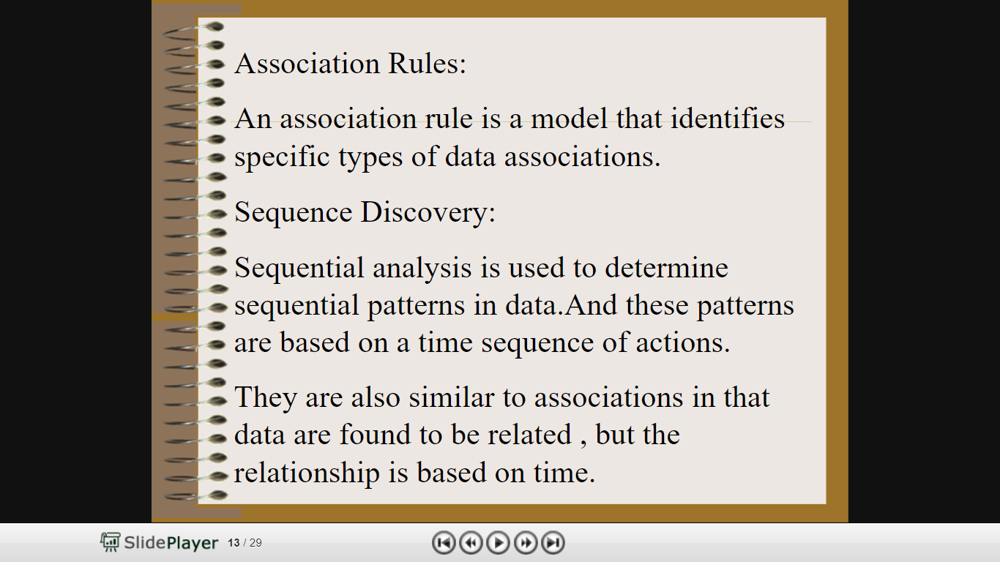 Association Rules:
An association rule is a model that identifies
specific types of data associations.
Sequence Discovery:
Sequential analysis is used to determine
sequential patterns in data.And these patterns
are based on a time sequence of actions.
They are also similar to associations in that
data are found to be related , but the
relationship is based on time.
SlidePlayer 13 / 29